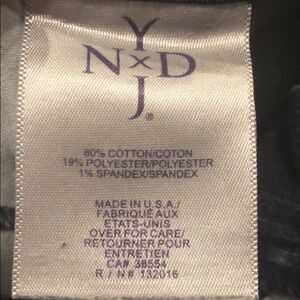 Y
N×D
J®
80% COTTON/COTON
19% POLYESTER/POLYESTER
1% SPANDEX/SPANDEX
MADE IN U.S.A./
FABRIQUÉ AUX
ETATS-UNIS
OVER FOR CARE/
RETOURNER POUR
ENTRETIEN
CA# 38554
R / N# 132016